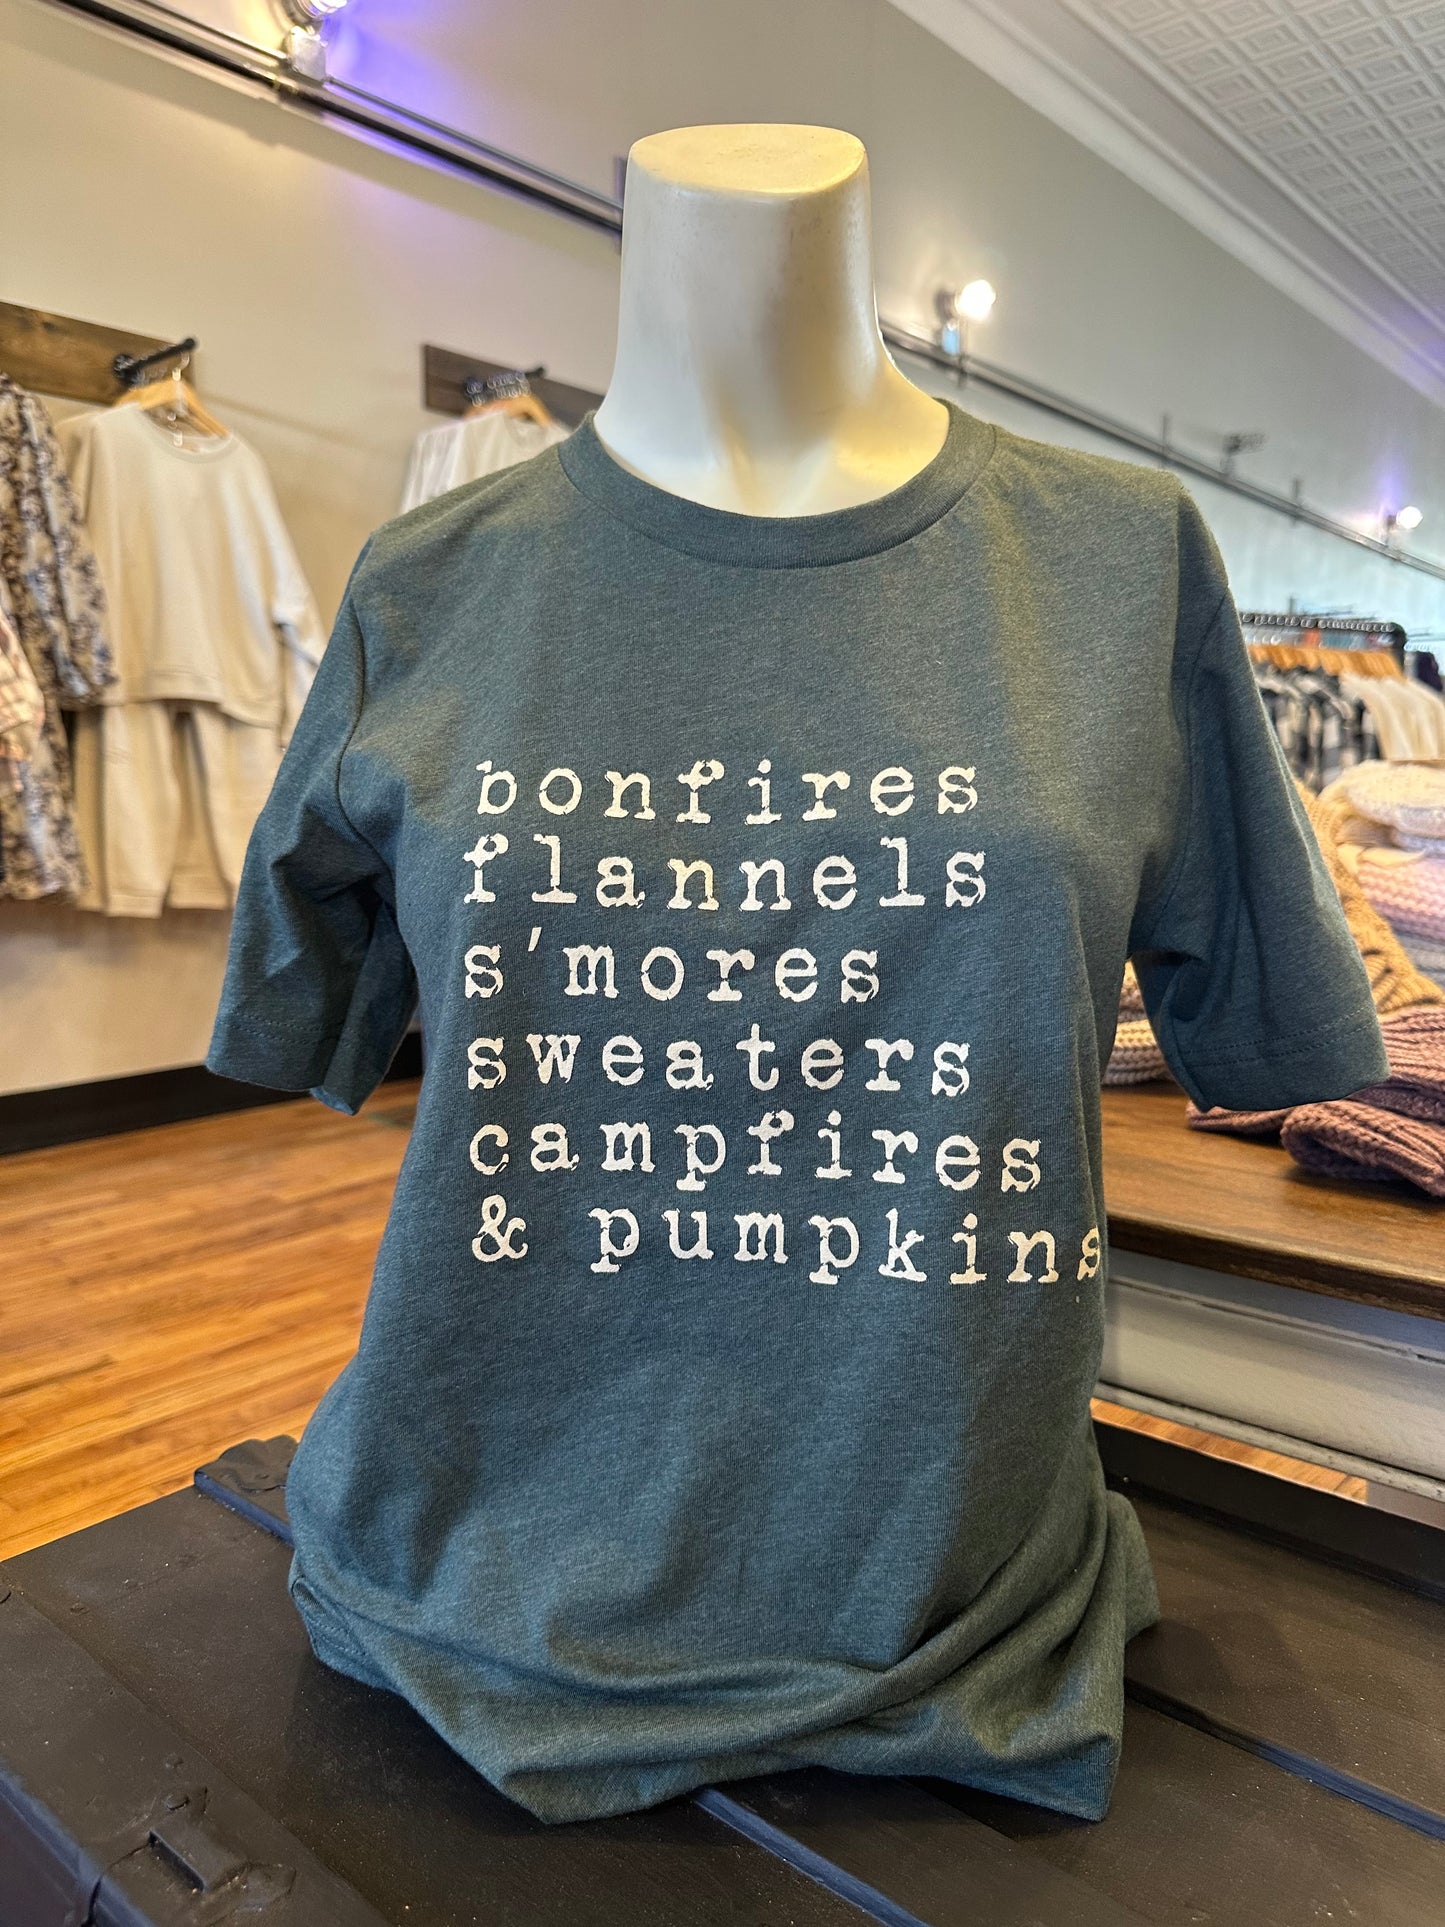 bonfires
flannels
s'mores
sweaters
campfires
& pumpkins